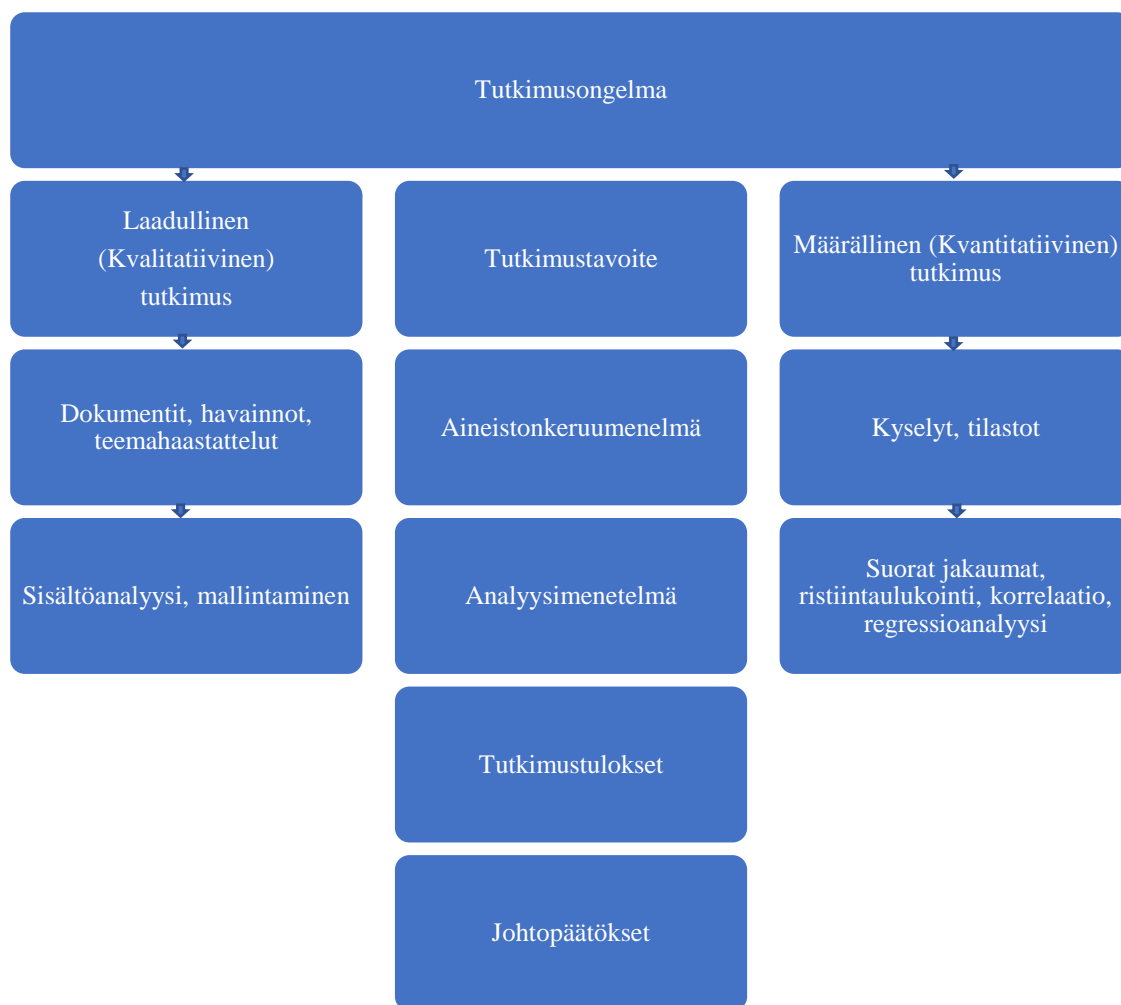 Tutkimusongelma
Laadullinen
(Kvalitatiivinen)
tutkimus
Tutkimustavoite
Määrällinen (Kvantitatiivinen)
tutkimus
Dokumentit, havainnot,
teemahaastattelut
Aineistonkeruumenelmä
Kyselyt, tilastot
Sisältöanalyysi, mallintaminen
Analyysimenetelmä
Suorat jakaumat,
ristiintaulukointi, korrelaatio,
regressioanalyysi
Tutkimustulokset
Johtopäätökset